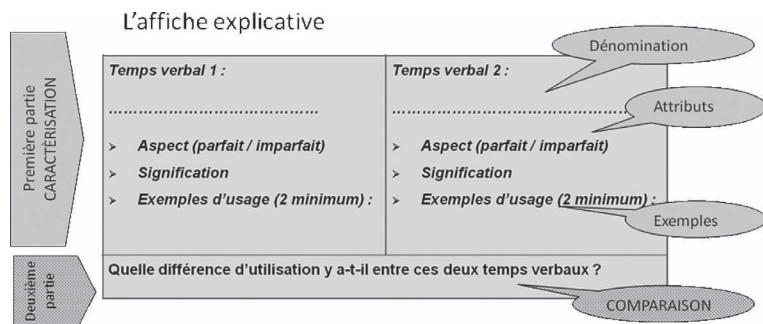 L'affiche explicative
Première partie
CARACTÈRISATION
Temps verbal 1 :
.......................................
Aspect (parfait / imparfait)
Signification
Exemples d'usage (2 minimum) :
Temps verbal 2 :
.......................................
Aspect (parfait / imparfait)
Signification
Exemples d'usage (2 minimum) :
Dénomination
Attributs
Exemples
Deuxième
partie
Quelle différence d'utilisation y a-t-il entre ces deux temps verbaux ?
COMPARAISON